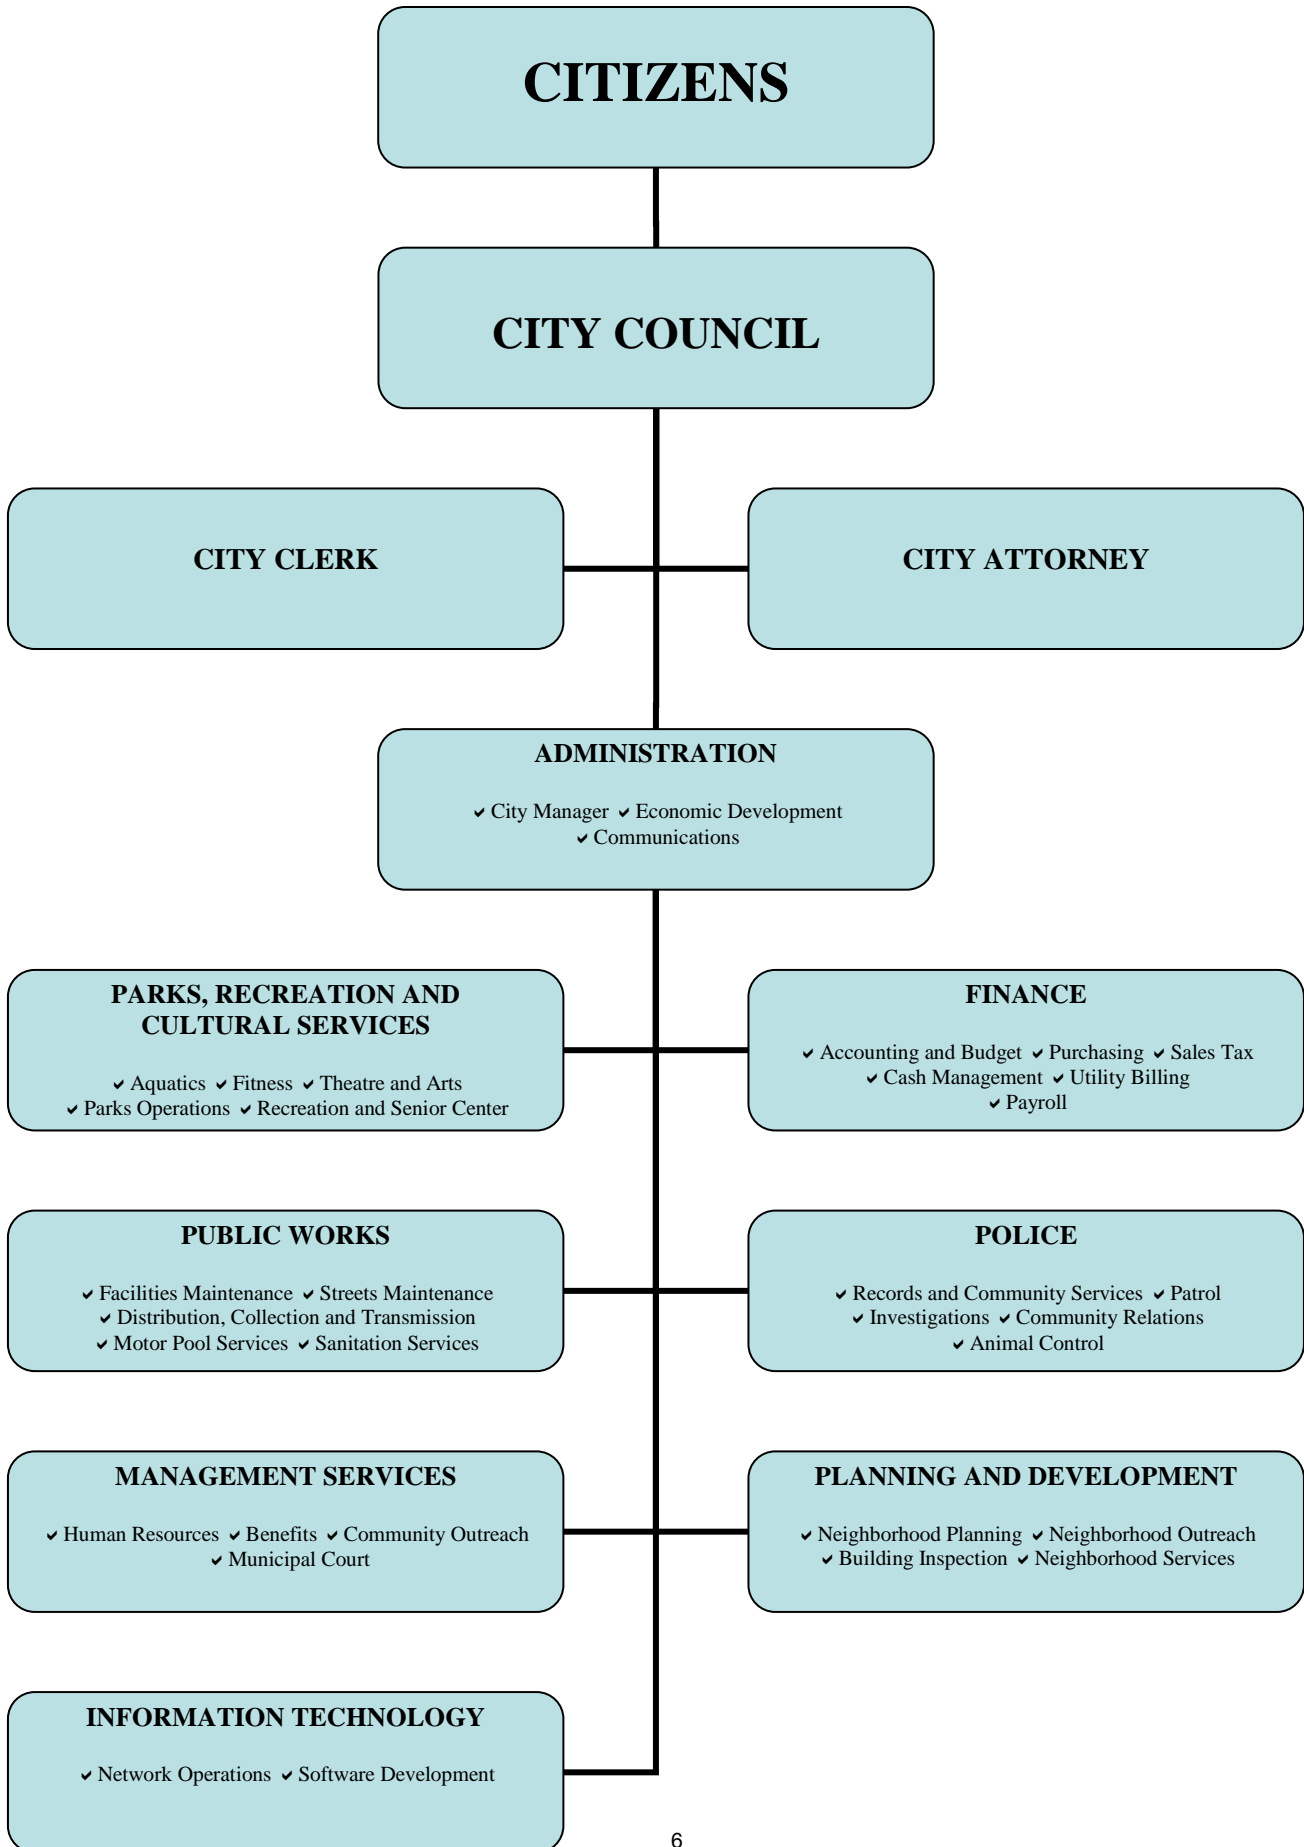 CITIZENS
CITY COUNCIL
CITY CLERK
CITY ATTORNEY
ADMINISTRATION
✔ City Manager ✔ Economic Development
✔ Communications
PARKS, RECREATION AND
CULTURAL SERVICES
✔ Aquatics ✔ Fitness ✔ Theatre and Arts
✔ Parks Operations ✔ Recreation and Senior Center
FINANCE
✔ Accounting and Budget ✔ Purchasing ✔ Sales Tax
✔ Cash Management ✔ Utility Billing
✔ Payroll
PUBLIC WORKS
✔ Facilities Maintenance ✔ Streets Maintenance
✔ Distribution, Collection and Transmission
✔ Motor Pool Services ✔ Sanitation Services
POLICE
✔ Records and Community Services ✔ Patrol
✔ Investigations ✔ Community Relations
✔ Animal Control
MANAGEMENT SERVICES
✔ Human Resources ✔ Benefits ✔ Community Outreach
✔ Municipal Court
PLANNING AND DEVELOPMENT
✔ Neighborhood Planning ✔ Neighborhood Outreach
✔ Building Inspection ✔ Neighborhood Services
INFORMATION TECHNOLOGY
✔ Network Operations ✔ Software Development
6